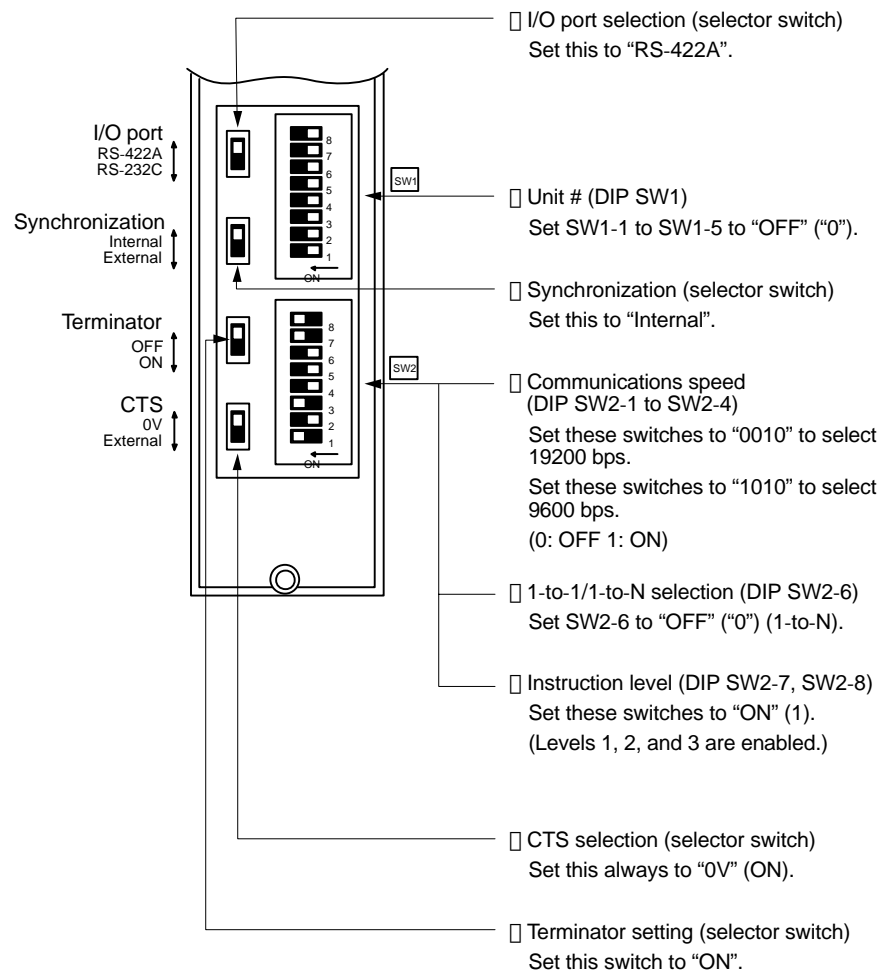 ▯ I/O port selection (selector switch)
Set this to “RS-422A”.
I/O port
RS-422A
RS-232C
8
7
6
5
4
3
2
1
ON
SW1
▯ Unit # (DIP SW1)
Set SW1-1 to SW1-5 to “OFF” (“0”).
Synchronization
Internal
External
▯ Synchronization (selector switch)
Set this to “Internal”.
Terminator
OFF
ON
8
7
6
5
4
3
2
1
ON
SW2
▯ Communications speed
(DIP SW2-1 to SW2-4)
Set these switches to “0010” to select
19200 bps.
Set these switches to “1010” to select
9600 bps.
(0: OFF 1: ON)
CTS
0V
External
▯ 1-to-1/1-to-N selection (DIP SW2-6)
Set SW2-6 to “OFF” (“0”) (1-to-N).
▯ Instruction level (DIP SW2-7, SW2-8)
Set these switches to “ON” (1).
(Levels 1, 2, and 3 are enabled.)
▯ CTS selection (selector switch)
Set this always to “0V” (ON).
▯ Terminator setting (selector switch)
Set this switch to “ON”.